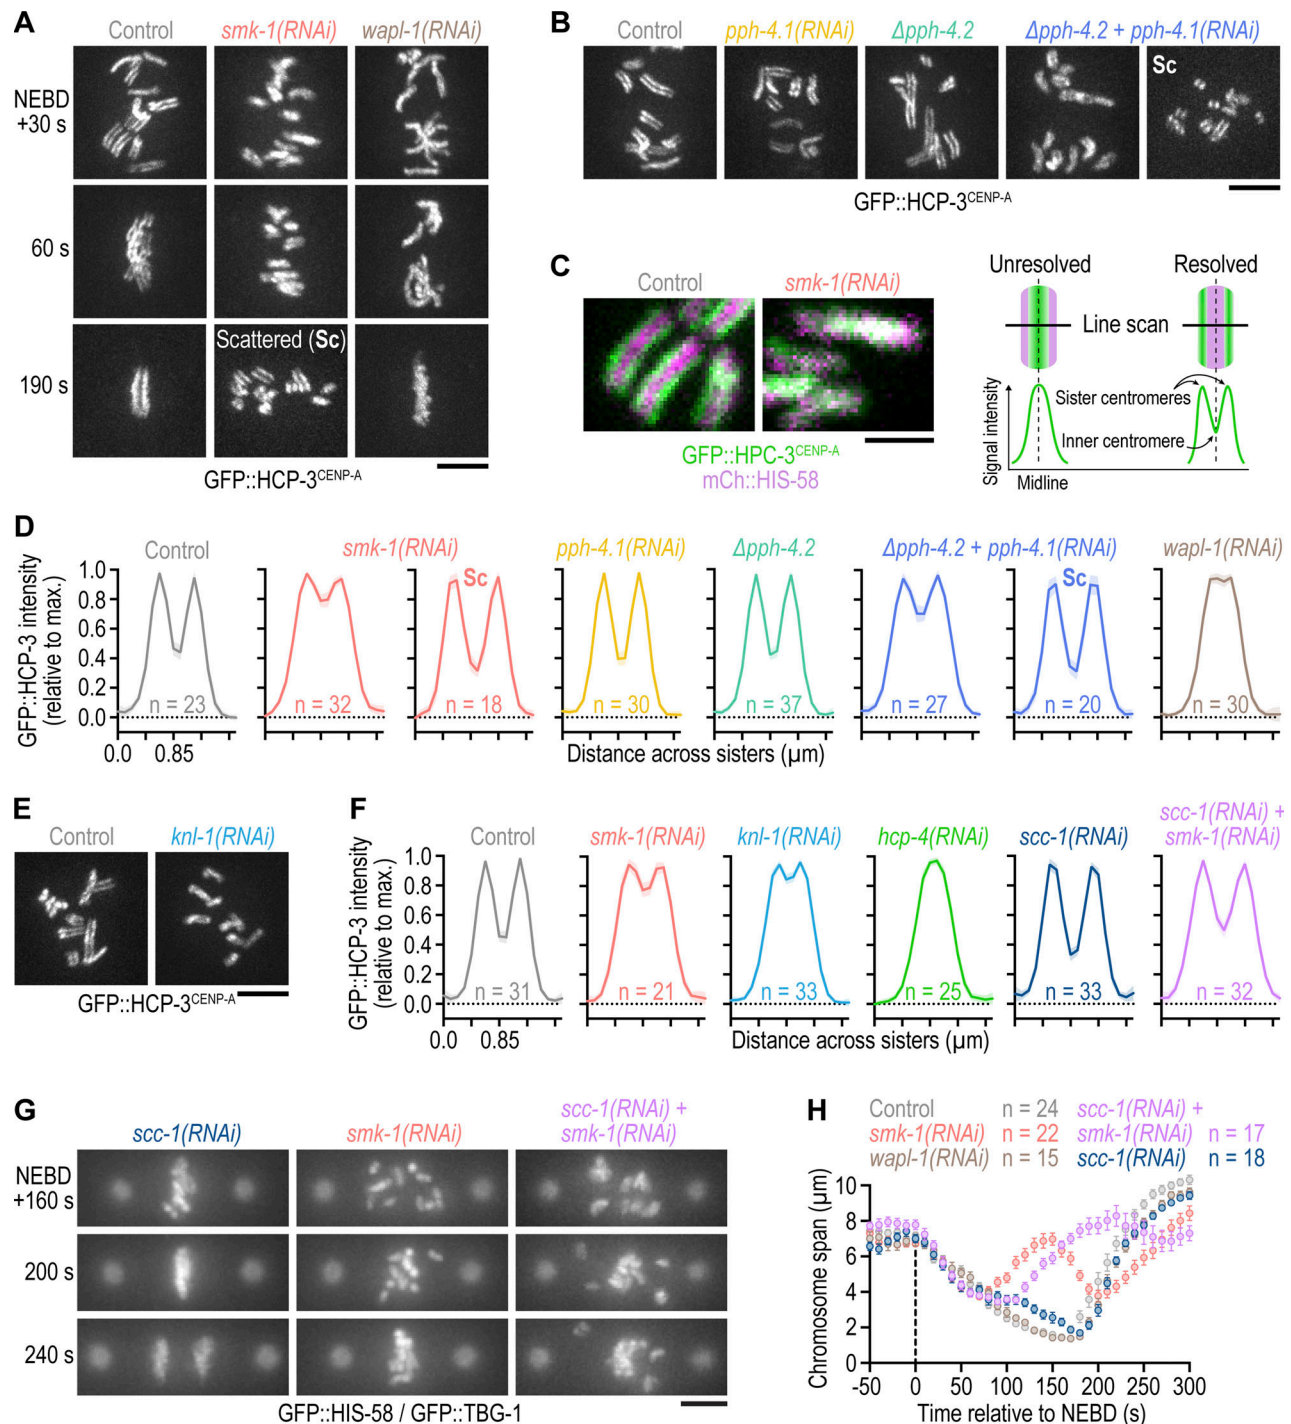 A
Control smk-1(RNAi) wapl-1(RNAi)
NEBD
+30 s
60 s
Scattered (Sc)
190 s
GFP::HCP-3CENP-A
B
Control pph-4.1(RNAi) Δpph-4.2 Δpph-4.2 + pph-4.1(RNAi)
Sc
GFP::HCP-3CENP-A
C
Control smk-1(RNAi)
GFP::HPC-3CENP-A
mCh::HIS-58
Unresolved Resolved
Line scan
Signal intensity
Sister centromeres
Inner centromere
Midline
D
Control smk-1(RNAi) pph-4.1(RNAi) Δpph-4.2 Δpph-4.2 + pph-4.1(RNAi) wapl-1(RNAi)
Sc Sc
GFP::HCP-3 intensity
(relative to max.)
1.0
0.8
0.6
0.4
0.2
0.0
n = 23 n = 32 n = 18 n = 30 n = 37 n = 27 n = 20 n = 30
0.0 0.85
Distance across sisters (µm)
E
Control knl-1(RNAi)
GFP::HCP-3CENP-A
F
scc-1(RNAi) +
Control smk-1(RNAi) knl-1(RNAi) hcp-4(RNAi) scc-1(RNAi) smk-1(RNAi)
GFP::HCP-3 intensity
(relative to max.)
1.0
0.8
0.6
0.4
0.2
0.0
n = 31 n = 21 n = 33 n = 25 n = 33 n = 32
0.0 0.85
Distance across sisters (µm)
G
scc-1(RNAi) +
scc-1(RNAi) smk-1(RNAi) smk-1(RNAi)
NEBD
+160 s
200 s
240 s
GFP::HIS-58 / GFP::TBG-1
H
Control n = 24 scc-1(RNAi) +
smk-1(RNAi) n = 22 smk-1(RNAi) n = 17
wapl-1(RNAi) n = 15 scc-1(RNAi) n = 18
Chromosome span (µm)
10
8
6
4
2
0
-50 0 50 100 150 200 250 300
Time relative to NEBD (s)